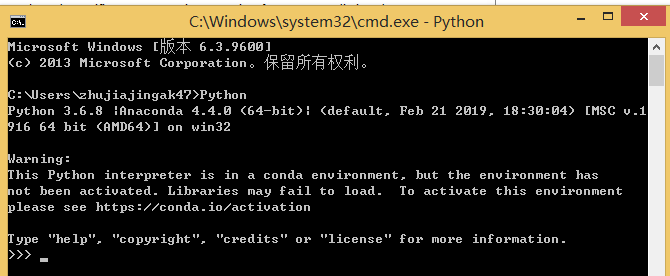 C:\Windows\system32\cmd.exe - Python
Microsoft Windows [版本 6.3.9600]
(c) 2013 Microsoft Corporation。保留所有权利。
C:\Users\zhujiajingak47>Python
Python 3.6.8 |Anaconda 4.4.0 (64-bit)| (default, Feb 21 2019, 18:30:04) [MSC v.1
916 64 bit (AMD64)] on win32
Warning:
This Python interpreter is in a conda environment, but the environment has
not been activated. Libraries may fail to load.  To activate this environment
please see https://conda.io/activation
Type "help", "copyright", "credits" or "license" for more information.
>>> _